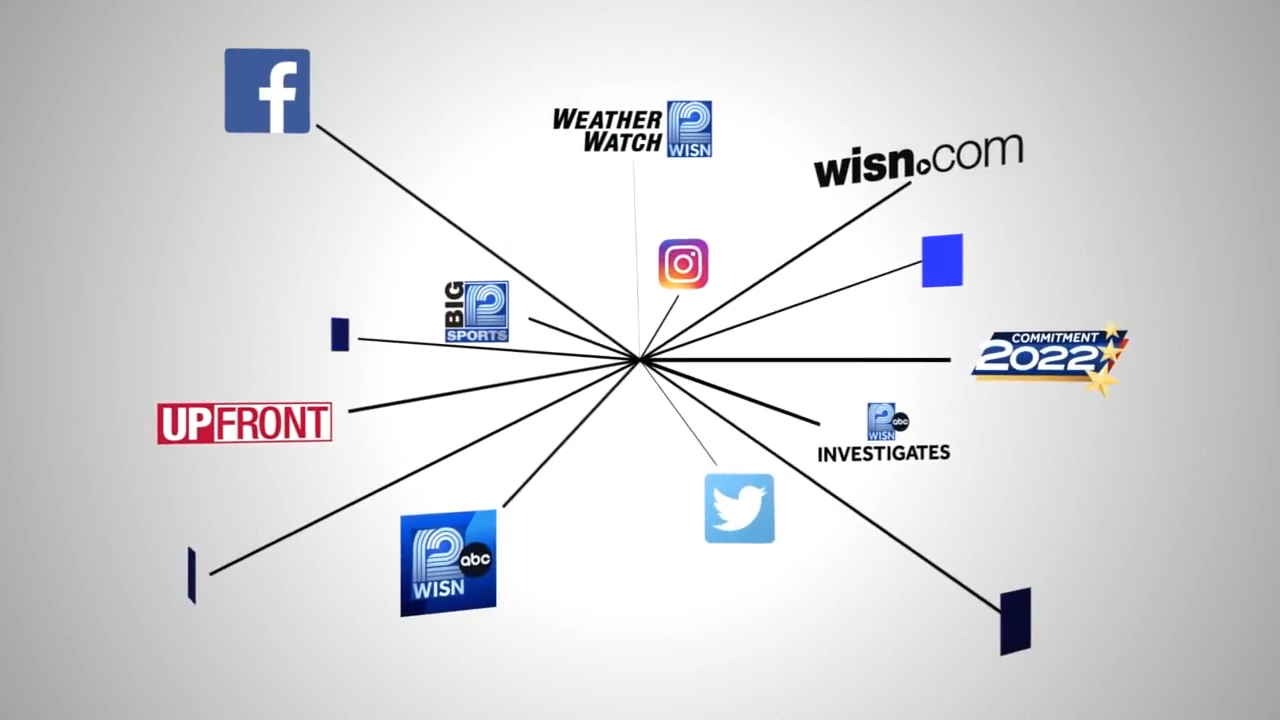 f
WEATHER
WATCH
12
WISN
wisn.com
BIG
12
SPORTS
COMMITMENT
2022
UPFRONT
12
abc
WISN
INVESTIGATES
12
abc
WISN